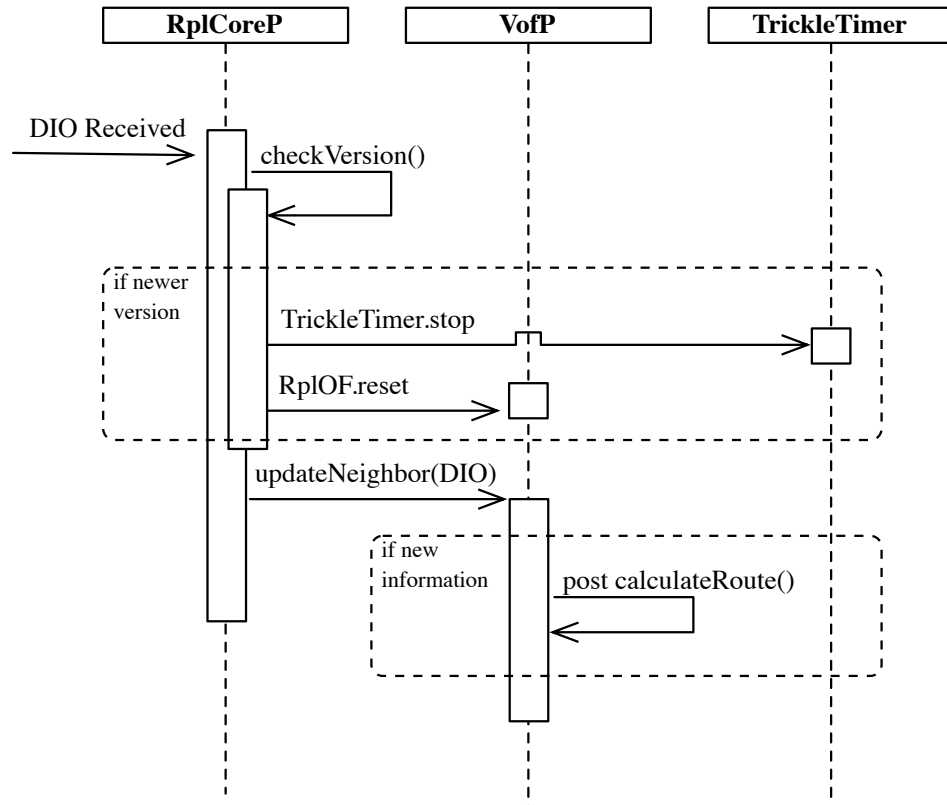 RplCoreP
VofP
TrickleTimer
DIO Received
checkVersion()
if newer
version
TrickleTimer.stop
RplOF.reset
updateNeighbor(DIO)
if new
information
post calculateRoute()